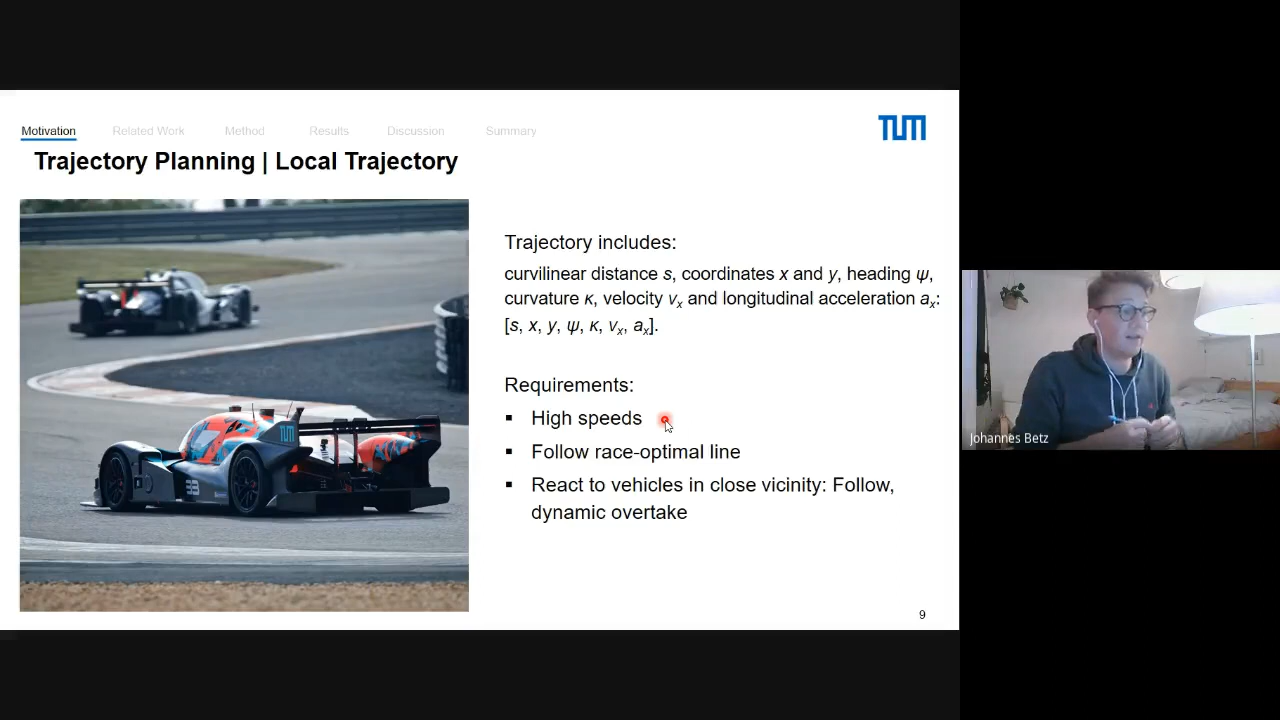 Motivation Related Work Method Results Discussion Summary
TUM
Trajectory Planning | Local Trajectory
Trajectory includes:
curvilinear distance s, coordinates x and y, heading ψ,
curvature κ, velocity vₓ and longitudinal acceleration aₓ:
[s, x, y, ψ, κ, vₓ, aₓ].
Requirements:
▪ High speeds
▪ Follow race-optimal line
▪ React to vehicles in close vicinity: Follow,
dynamic overtake
TUM
33
9
Johannes Betz